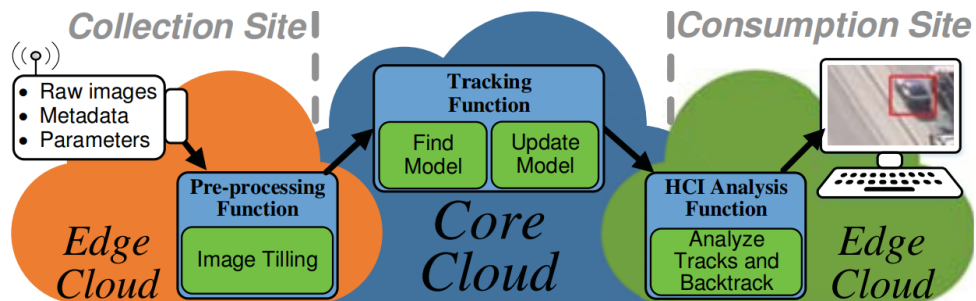 Collection Site
Consumption Site
• Raw images
• Metadata
• Parameters
Pre-processing
Function
Image Tilling
Edge
Cloud
Tracking
Function
Find
Model
Update
Model
Core
Cloud
HCI Analysis
Function
Analyze
Tracks and
Backtrack
Edge
Cloud